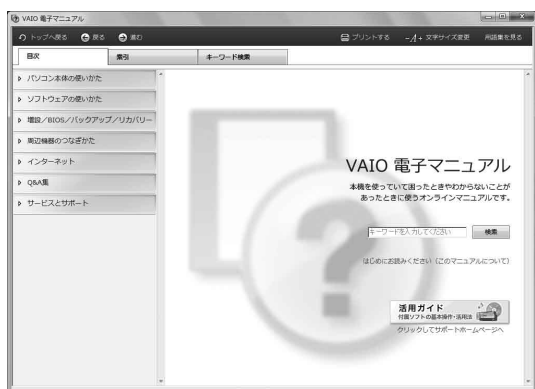 VAIO 電子マニュアル
トップへ戻る 戻る 進む プリントする -A+ 文字サイズ変更 用語集を見る
目次 索引 キーワード検索
パソコン本体の使いかた
ソフトウェアの使いかた
増設/BIOS/バックアップ/リカバリー
周辺機器のつなぎかた
インターネット
Q&A集
サービスとサポート
VAIO 電子マニュアル
本機を使っていて困ったときやわからないことが
あったときに使うオンラインマニュアルです。
キーワードを入力してください 検索
はじめにお読みください(このマニュアルについて)
活用ガイド
付属ソフトの基本操作・活用法
クリックしてサポートホームページへ